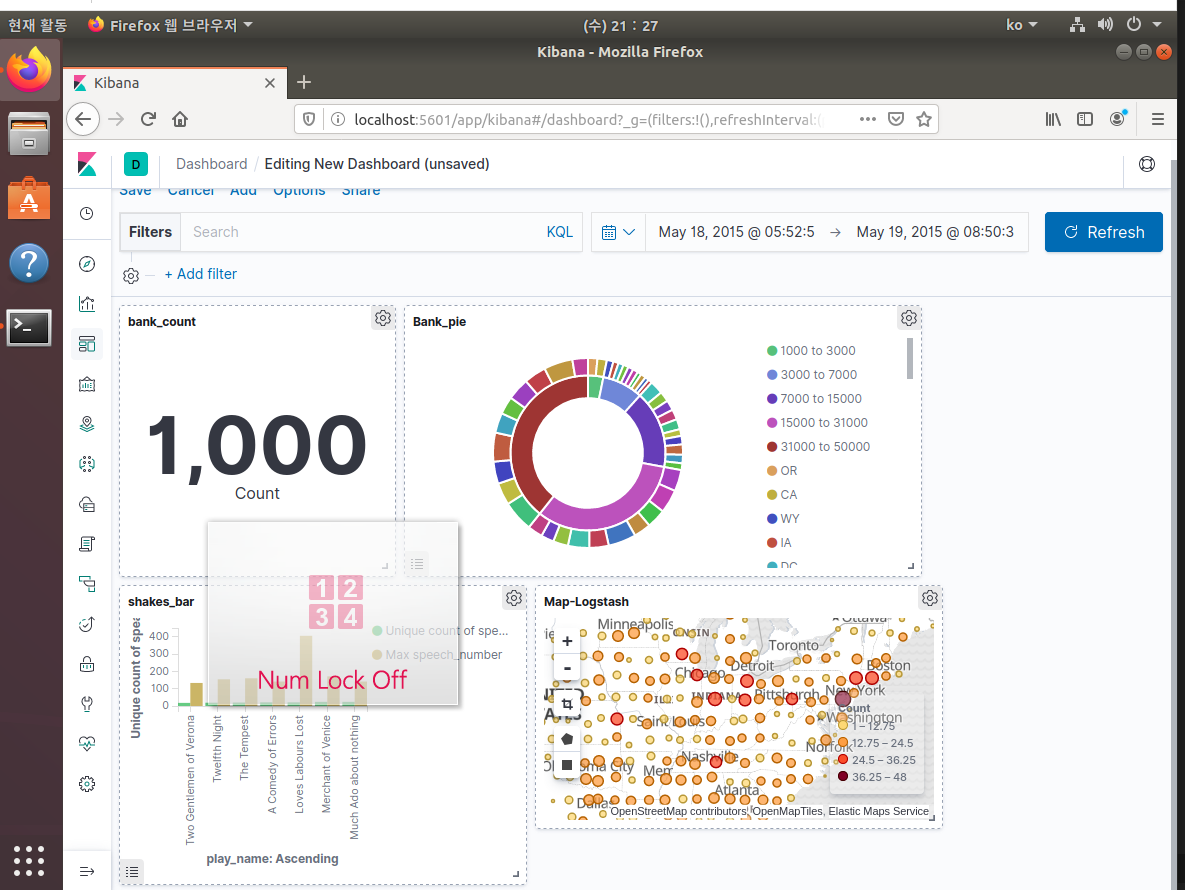 현재 활동
Firefox 웹 브라우저
(수) 21 : 27
ko
Kibana - Mozilla Firefox
Kibana
localhost:5601/app/kibana#/dashboard?_g=(filters:!(),refreshInterval:(
D
Dashboard / Editing New Dashboard (unsaved)
Save Cancel Add Options Share
Filters
Search
KQL
May 18, 2015 @ 05:52:5 → May 19, 2015 @ 08:50:3
Refresh
+ Add filter
bank_count
1,000
Count
Bank_pie
1000 to 3000
3000 to 7000
7000 to 15000
15000 to 31000
31000 to 50000
OR
CA
WY
IA
DC
shakes_bar
Unique count of spea
400
300
200
100
0
Unique count of spe...
Max speech_number
1 2
3 4
Num Lock Off
Two Gentlemen of Verona
Twelfth Night
The Tempest
A Comedy of Errors
Loves Labours Lost
Merchant of Venice
Much Ado about nothing
play_name: Ascending
Map-Logstash
+
-
Minneapolis
Ottawa
Toronto
Detroit
Chicago
Boston
New York
INDIANA
Pittsburgh
Saint Louis
Washington
Norfolk
Nashville
Atlanta
Dallas
Count
1 – 12.75
12.75 – 24.5
24.5 – 36.25
36.25 – 48
OpenStreetMap contributors, OpenMapTiles, Elastic Maps Service